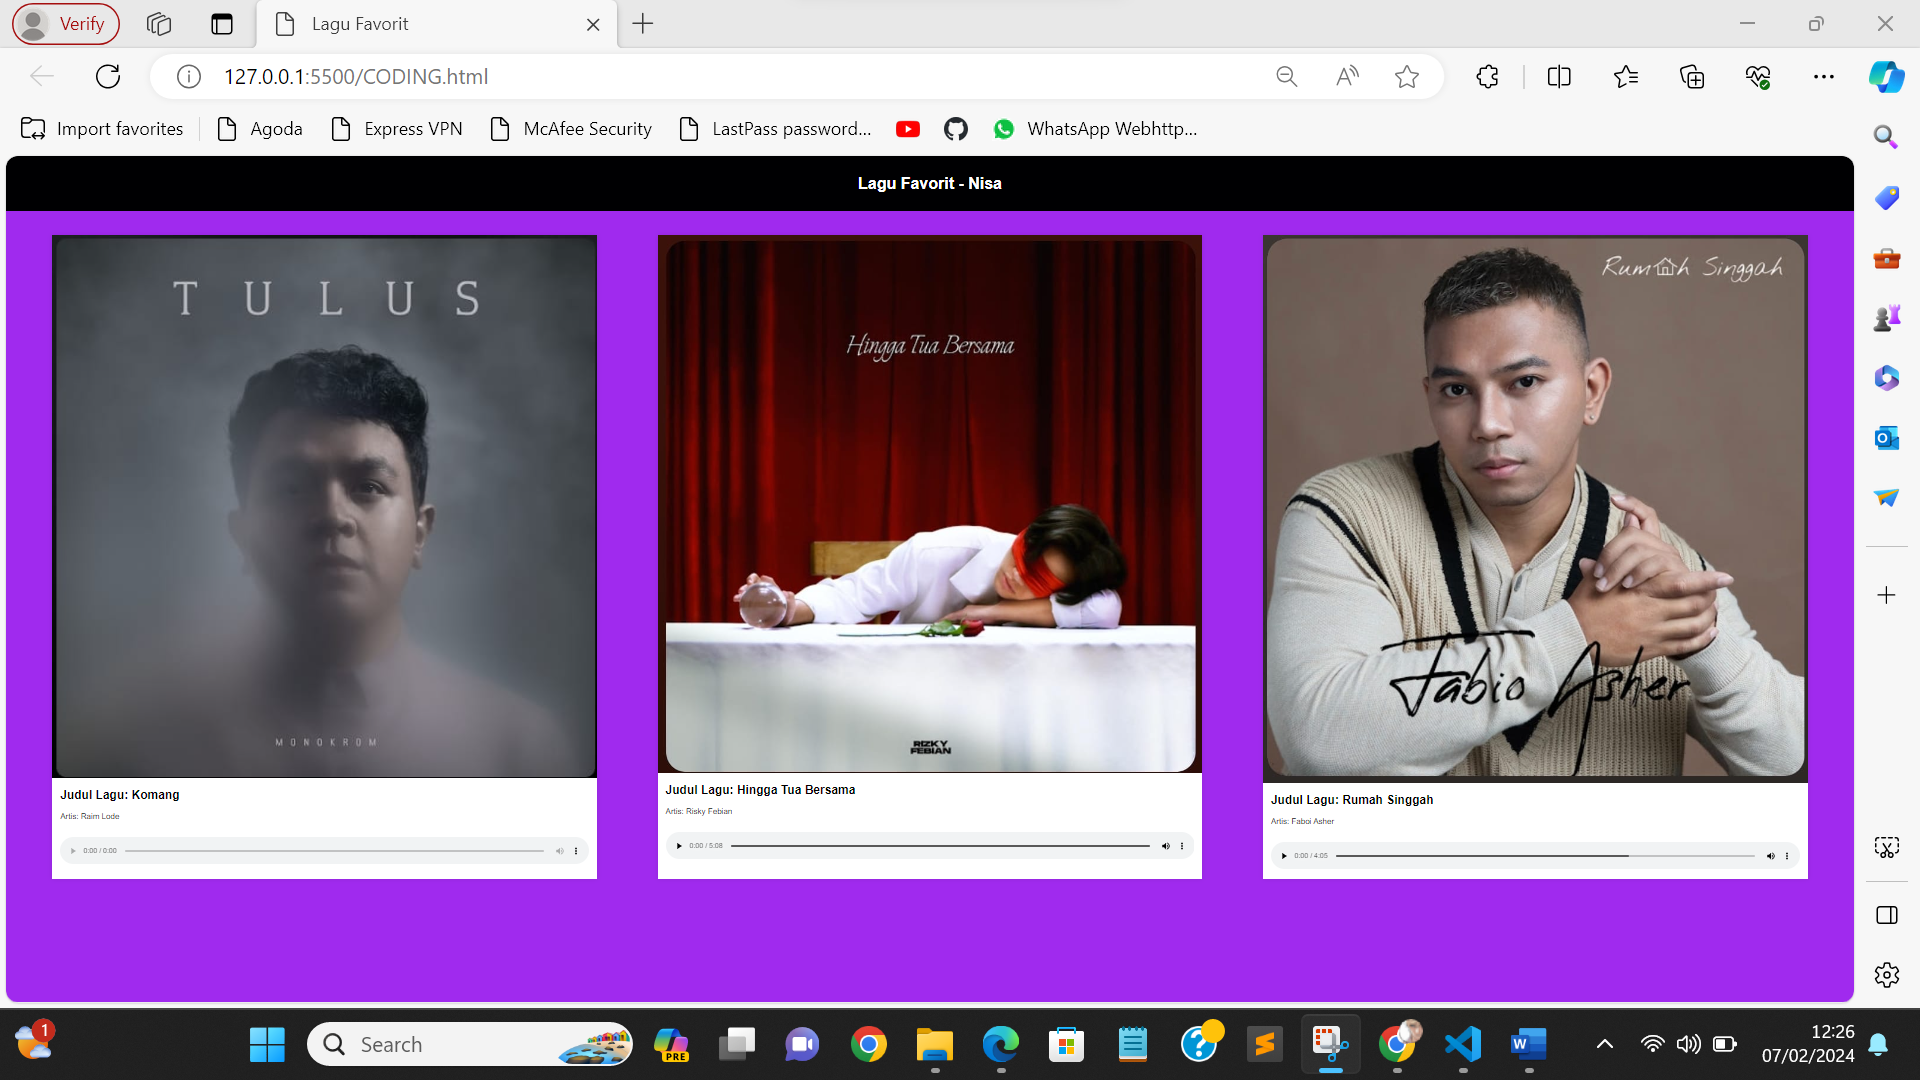 Verify
Lagu Favorit
127.0.0.1:5500/CODING.html
Import favorites
Agoda
Express VPN
McAfee Security
LastPass password...
WhatsApp Webhttp...
Lagu Favorit - Nisa
TULUS
MONOKROM
Judul Lagu: Komang
Artis: Raim Lode
0:00 / 0:00
Hingga Tua Bersama
RIZKY
FEBIAN
Judul Lagu: Hingga Tua Bersama
Artis: Risky Febian
0:00 / 5:08
Rumah Singgah
Fabio Asher
Judul Lagu: Rumah Singgah
Artis: Faboi Asher
0:00 / 4:05
1
Search
PRE
12:26
07/02/2024